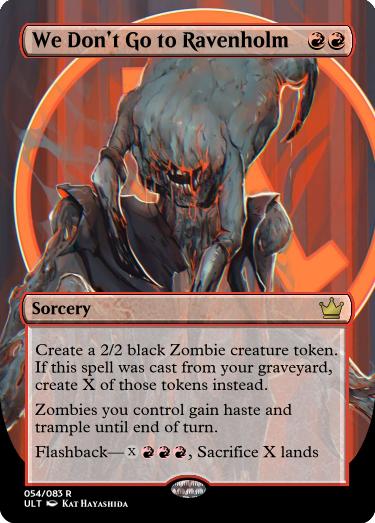 We Don't Go to Ravenholm
Sorcery
Create a 2/2 black Zombie creature token.
If this spell was cast from your graveyard,
create X of those tokens instead.
Zombies you control gain haste and
trample until end of turn.
Flashback— X, Sacrifice X lands
054/083 R
ULT Kat Hayashida